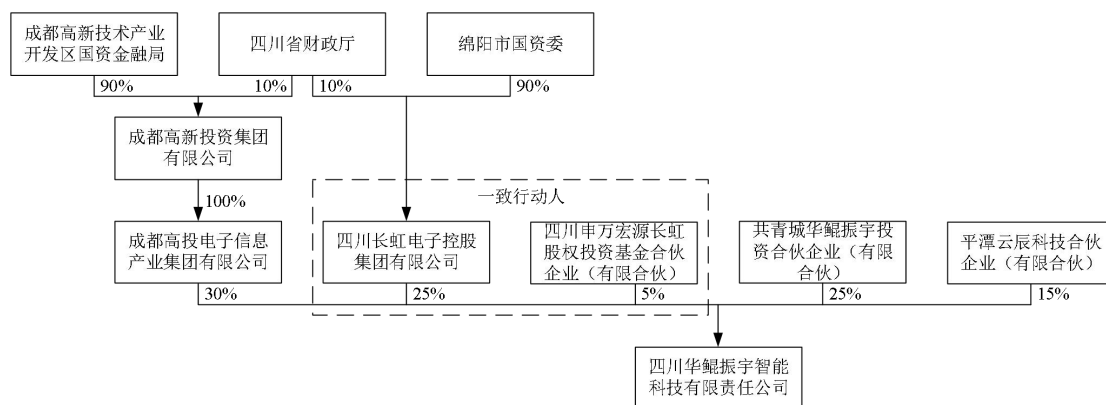 成都高新技术产业
开发区国资金融局
四川省财政厅
绵阳市国资委
90%
10%
10%
90%
成都高新投资集团
有限公司
100%
一致行动人
成都高投电子信息
产业集团有限公司
四川长虹电子控股
集团有限公司
四川申万宏源长虹
股权投资基金合伙
企业（有限合伙）
共青城华鲲振宇投
资合伙企业（有限
合伙）
平潭云辰科技合伙
企业（有限合伙）
30%
25%
5%
25%
15%
四川华鲲振宇智能
科技有限责任公司